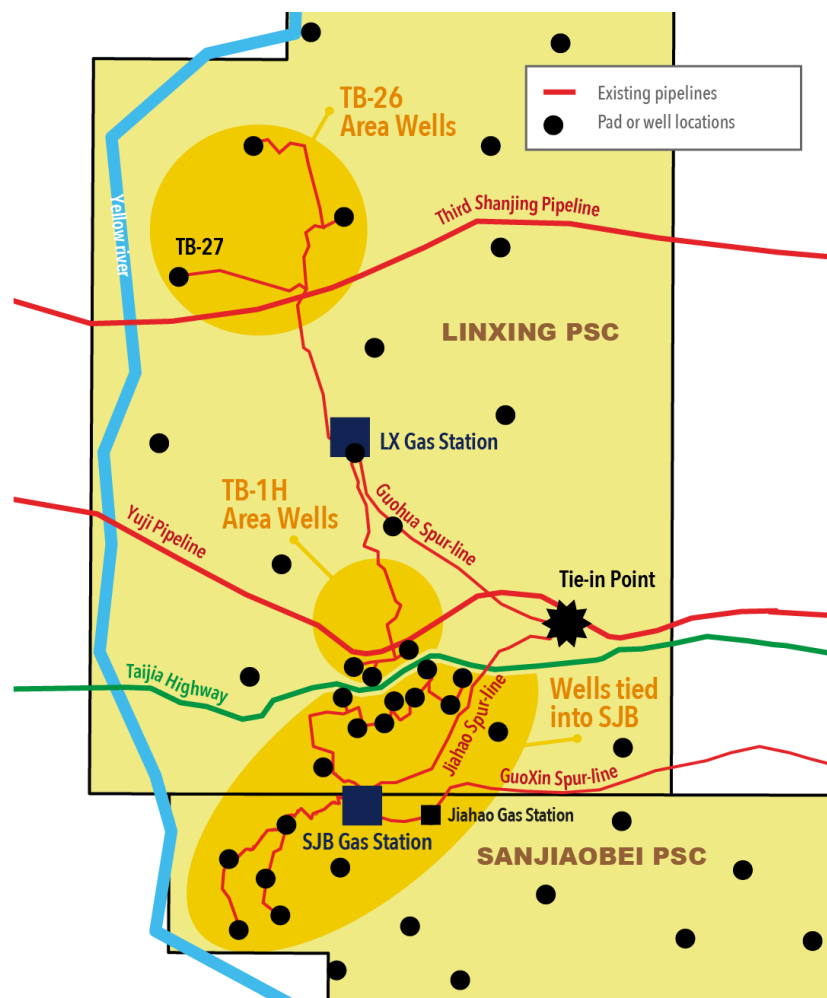 TB-26
Area Wells
Existing pipelines
Pad or well locations
Yellow river
Third Shanjing Pipeline
TB-27
LINXING PSC
LX Gas Station
TB-1H
Area Wells
Guohua Spur-line
Yuji Pipeline
Tie-in Point
Taijia Highway
Wells tied
into SJB
Jiahao Spur-line
GuoXin Spur-line
Jiahao Gas Station
SJB Gas Station
SANJIAOBEI PSC